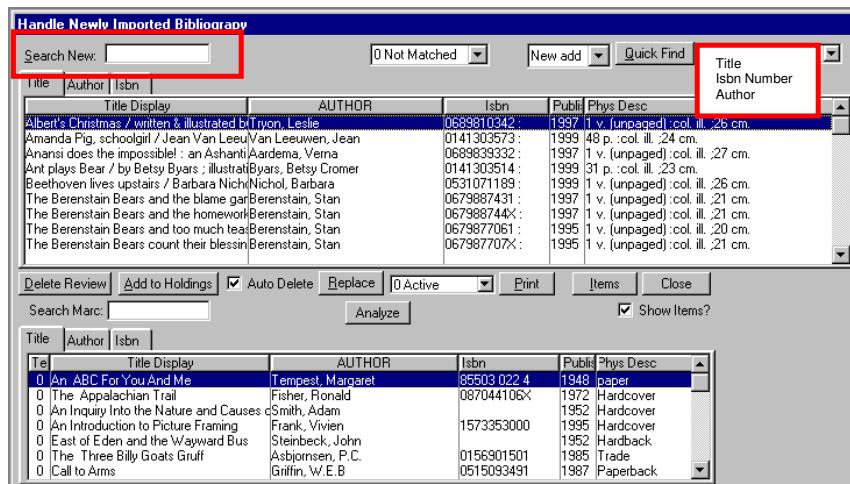 Handle Newly Imported Bibliograpy
Search New: 0 Not Matched New add Quick Find
Title
Isbn Number
Author
Title Author Isbn
Title Display AUTHOR Isbn Publi Phys Desc
Albert's Christmas / written & illustrated b Tryon, Leslie 0689810342 : 1997 1 v. (unpaged) :col. ill. ;26 cm.
Amanda Pig, schoolgirl / Jean Van Leeu Van Leeuwen, Jean 0141303573 : 1999 48 p. :col. ill. ;24 cm.
Anansi does the impossible! : an Ashanti Aardema, Verna 0689839332 : 1997 1 v. (unpaged) :col. ill. ;27 cm.
Ant plays Bear / by Betsy Byars ; illustrati Byars, Betsy Cromer 0141303514 : 1999 31 p. :col. ill. ;23 cm.
Beethoven lives upstairs / Barbara Nicho Nichol, Barbara 0531071189 : 1999 1 v. (unpaged) :col. ill. ;26 cm.
The Berenstain Bears and the blame gar Berenstain, Stan 0679887431 : 1997 1 v. (unpaged) :col. ill. ;21 cm.
The Berenstain Bears and the homework Berenstain, Stan 067988744X : 1997 1 v. (unpaged) :col. ill. ;21 cm.
The Berenstain Bears and too much teas Berenstain, Stan 0679877061 : 1995 1 v. (unpaged) :col. ill. ;20 cm.
The Berenstain Bears count their blessin Berenstain, Stan 067987707X : 1995 1 v. (unpaged) :col. ill. ;21 cm.
Delete Review Add to Holdings Auto Delete Replace 0 Active Print Items Close
Search Marc: Analyze Show Items?
Title Author Isbn
Te Title Display AUTHOR Isbn Publis Phys Desc
0 An ABC For You And Me Tempest, Margaret 85503 022 4 1948 paper
0 The Appalachian Trail Fisher, Ronald 087044106X 1972 Hardcover
0 An Inquiry Into the Nature and Causes c Smith, Adam 1952 Hardcover
0 An Introduction to Picture Framing Frank, Vivien 1573353000 1995 Hardcover
0 East of Eden and the Wayward Bus Steinbeck, John 1952 Hardback
0 The Three Billy Goats Gruff Asbjornsen, P.C. 0156901501 1985 Trade
0 Call to Arms Griffin, W.E.B 0515093491 1987 Paperback